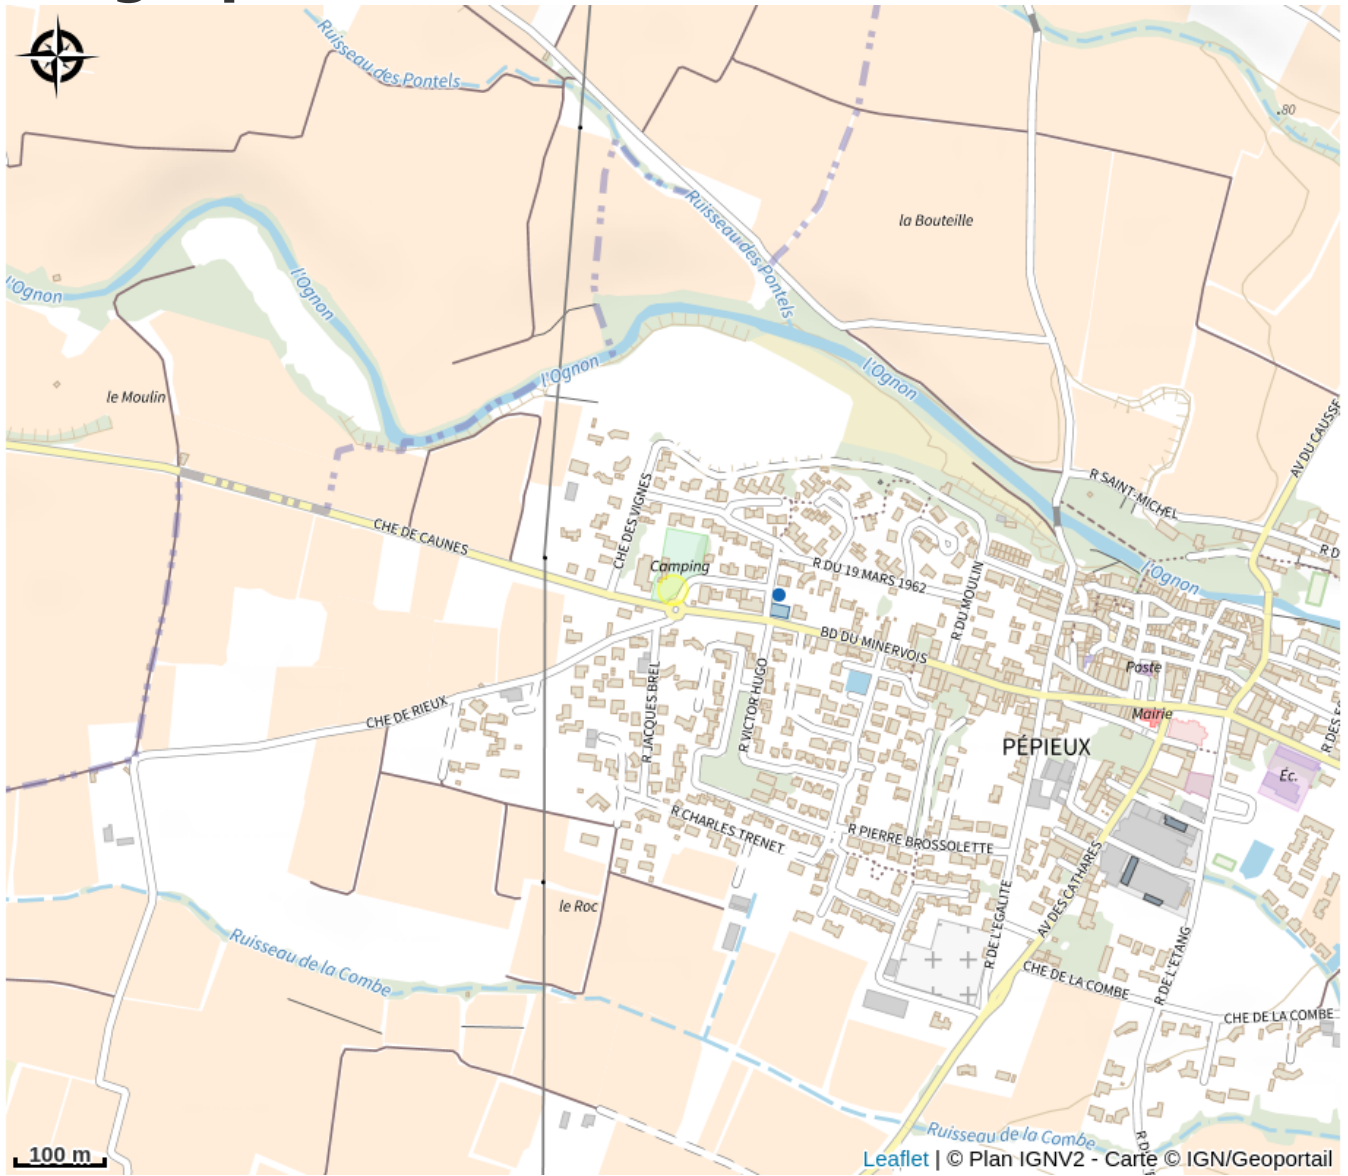 Ruisseau des Pontels
80
la Bouteille
Ruisseau des Pontels
l'Ognon
l'Ognon
l'Ognon
l'Ognon
le Moulin
AV DU CAUSSE
R SAINT-MICHEL
CHE DES VIGNES
CHE DE CAUNES
Camping
R DU 19 MARS 1962
R DU MOULIN
l'Ognon
BD DU MINERVOIS
Poste
Mairie
CHE DE RIEUX
R JACQUES BREL
R VICTOR HUGO
PÉPIEUX
Éc.
R CHARLES TRENET
R PIERRE BROSSOLETTE
AV DES CATHARES
R DE L'EGALITE
le Roc
Ruisseau de la Combe
CHE DE LA COMBE
R DE L'ETANG
CHE DE LA COMBE
Ruisseau de la Combe
100 m
Leaflet | © Plan IGNV2 - Carte © IGN/Geoportail